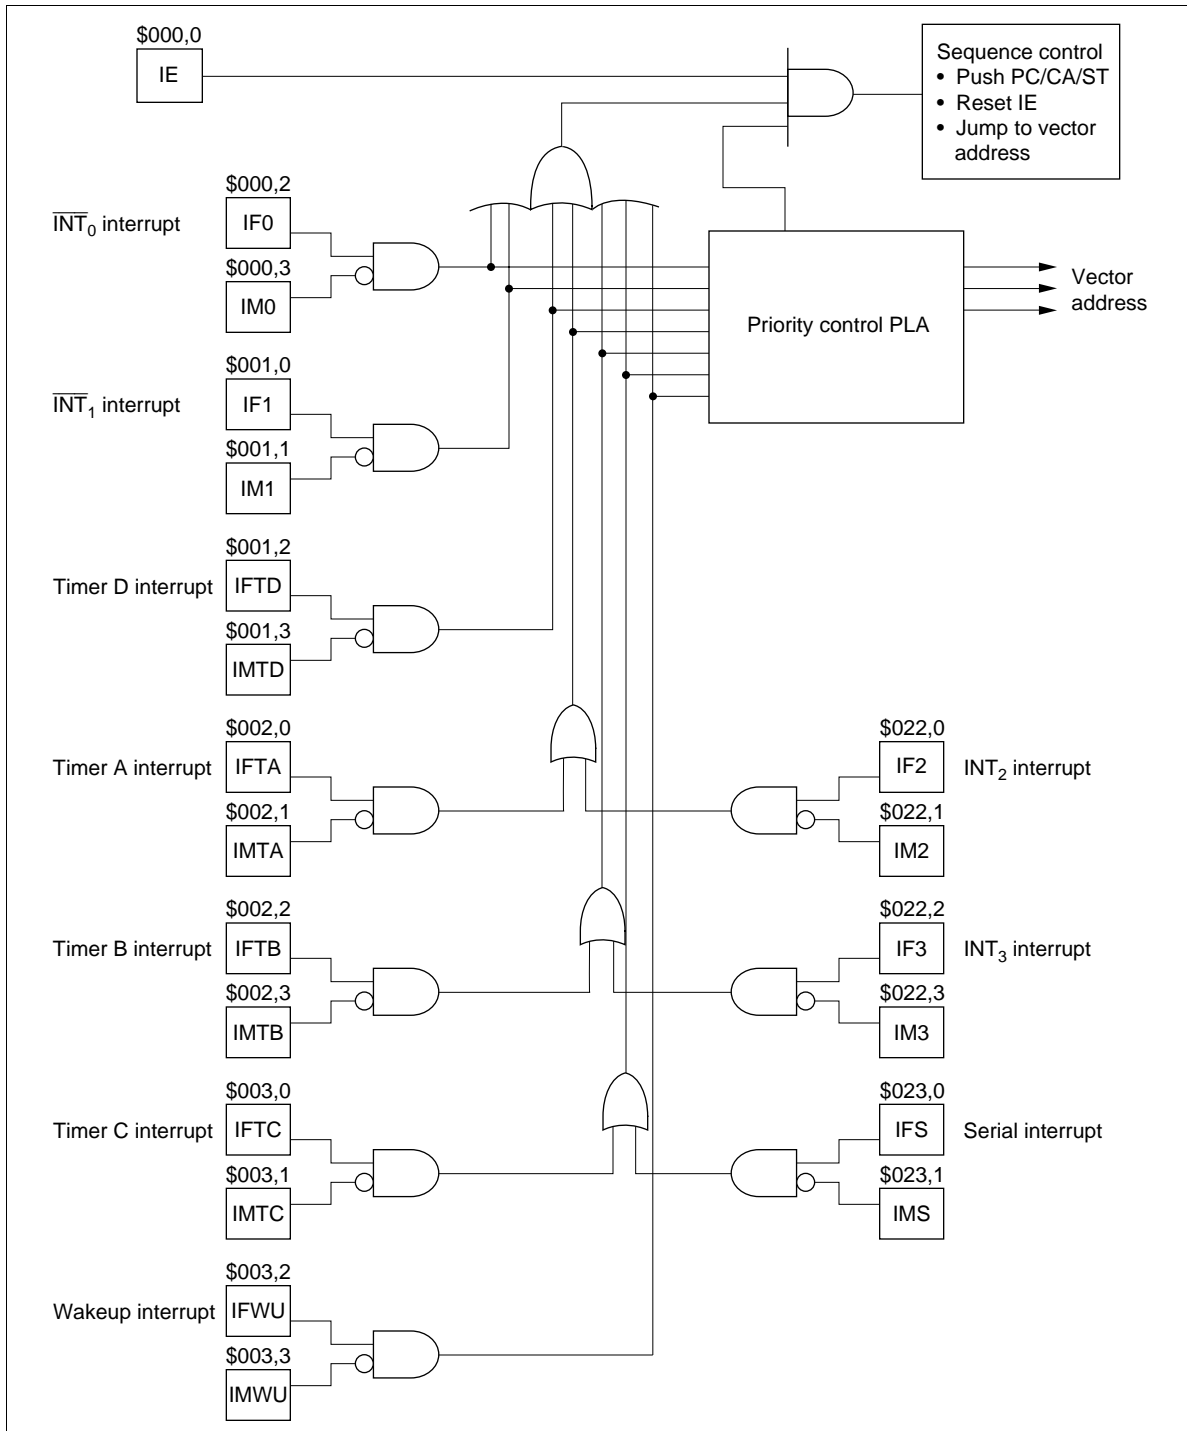 $000,0
IE
Sequence control
• Push PC/CA/ST
• Reset IE
• Jump to vector
address
$000,2
INT̅0 interrupt
IF0
$000,3
IM0
Priority control PLA
Vector
address
$001,0
INT̅1 interrupt
IF1
$001,1
IM1
$001,2
Timer D interrupt
IFTD
$001,3
IMTD
$002,0
Timer A interrupt
IFTA
$002,1
IMTA
$022,0
IF2
INT2 interrupt
$022,1
IM2
$002,2
Timer B interrupt
IFTB
$002,3
IMTB
$022,2
IF3
INT3 interrupt
$022,3
IM3
$003,0
Timer C interrupt
IFTC
$003,1
IMTC
$023,0
IFS
Serial interrupt
$023,1
IMS
$003,2
Wakeup interrupt
IFWU
$003,3
IMWU